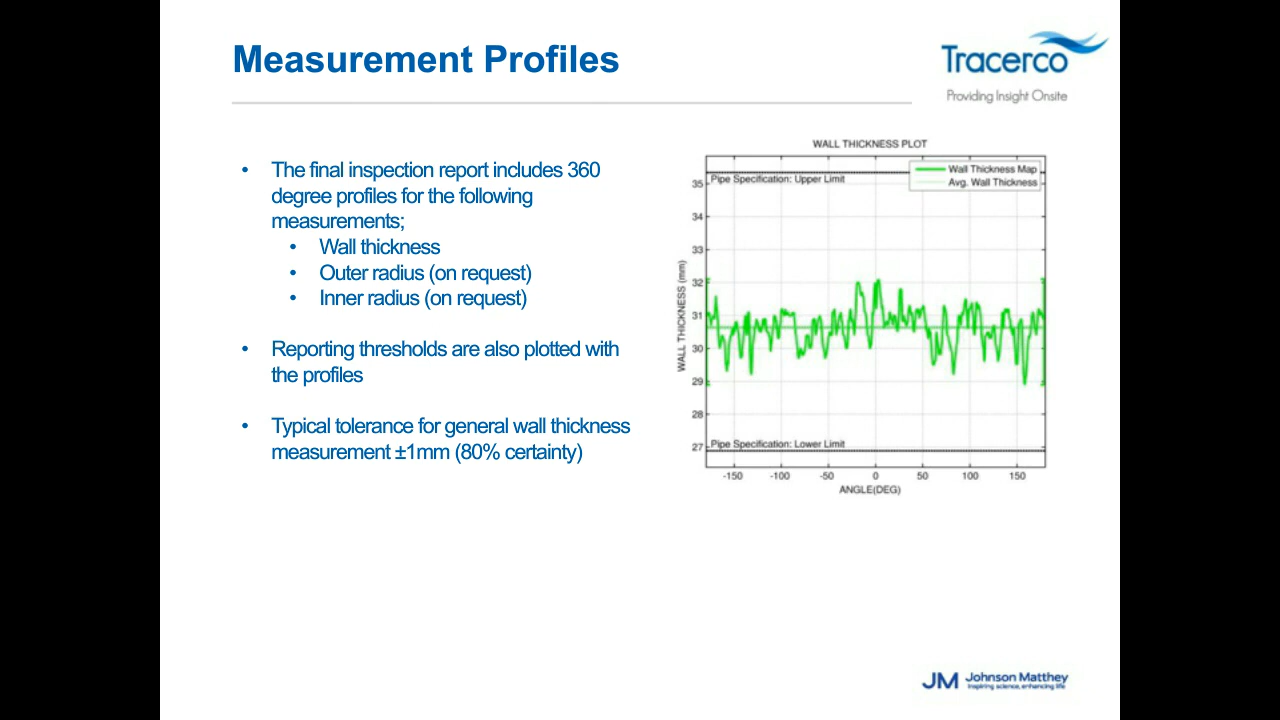 Measurement Profiles
Tracerco
Providing Insight Onsite
• The final inspection report includes 360
degree profiles for the following
measurements;
• Wall thickness
• Outer radius (on request)
• Inner radius (on request)
• Reporting thresholds are also plotted with
the profiles
• Typical tolerance for general wall thickness
measurement ±1mm (80% certainty)
WALL THICKNESS PLOT
Wall Thickness Map
Avg. Wall Thickness
Pipe Specification: Upper Limit
35
34
33
32
31
30
29
28
27
WALL THICKNESS (mm)
Pipe Specification: Lower Limit
-150 -100 -50 0 50 100 150
ANGLE(DEG)
JM Johnson Matthey
Inspiring science, enhancing life